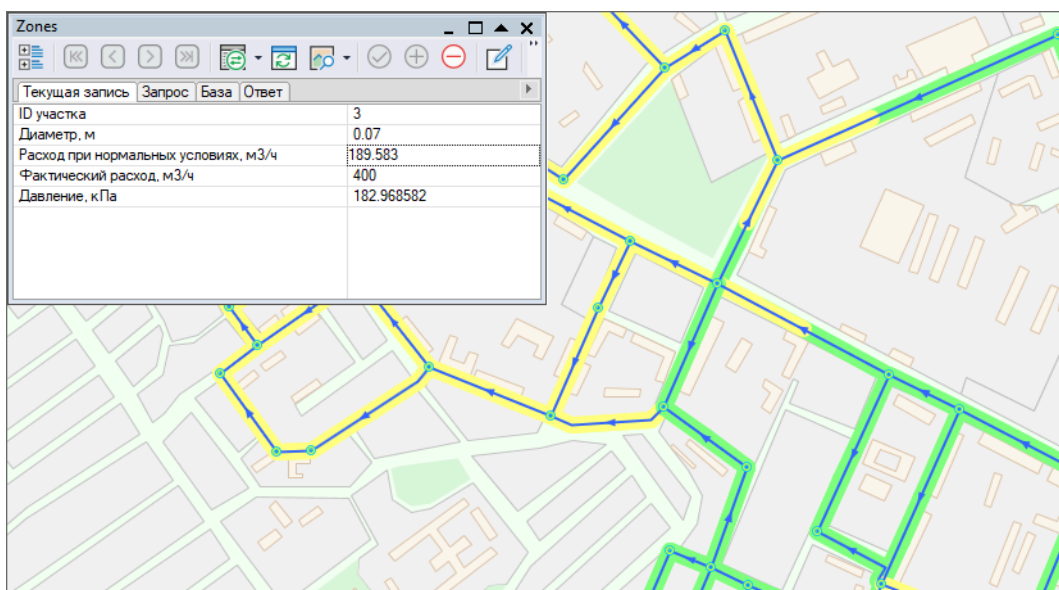 Zones
Текущая запись Запрос База Ответ
ID участка 3
Диаметр, м 0.07
Расход при нормальных условиях, м3/ч 189.583
Фактический расход, м3/ч 400
Давление, кПа 182.968582